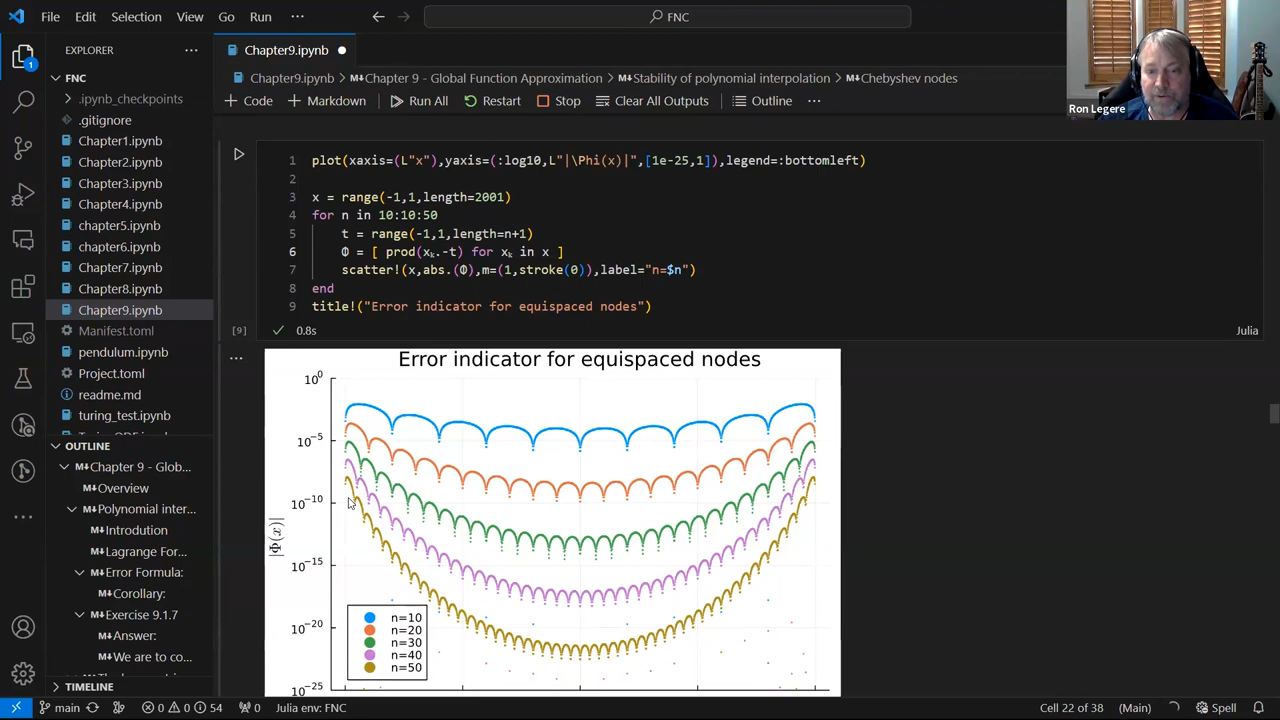 File Edit Selection View Go Run ··· FNC
Ron Legere
EXPLORER ···
FNC
.ipynb_checkpoints
.gitignore
Chapter1.ipynb
Chapter2.ipynb
Chapter3.ipynb
Chapter4.ipynb
chapter5.ipynb
chapter6.ipynb
Chapter7.ipynb
Chapter8.ipynb
Chapter9.ipynb
Manifest.toml
pendulum.ipynb
Project.toml
readme.md
turing_test.ipynb
OUTLINE
Chapter 9 - Glob...
Overview
Polynomial inter...
Introdution
Lagrange For...
Error Formula:
Corollary:
Exercise 9.1.7
Answer:
We are to co...
TIMELINE
Chapter9.ipynb
Chapter9.ipynb > Chapter 9 - Global Function Approximation > Stability of polynomial interpolation > Chebyshev nodes
+ Code + Markdown Run All Restart Stop Clear All Outputs Outline ···
1 plot(xaxis=(L"x"),yaxis=(:log10,L"|\Phi(x)|",[1e-25,1]),legend=:bottomleft)
2
3 x = range(-1,1,length=2001)
4 for n in 10:10:50
5 t = range(-1,1,length=n+1)
6 Φ = [ prod(xₖ.-t) for xₖ in x ]
7 scatter!(x,abs.(Φ),m=(1,stroke(0)),label="n=$n")
8 end
9 title!("Error indicator for equispaced nodes")
[9] 0.8s Julia
Error indicator for equispaced nodes
10⁰
10⁻⁵
10⁻¹⁰
10⁻¹⁵
10⁻²⁰
10⁻²⁵
|Φ(x)|
n=10
n=20
n=30
n=40
n=50
main 0 0 54 0 Julia env: FNC Cell 22 of 38 (Main) Spell